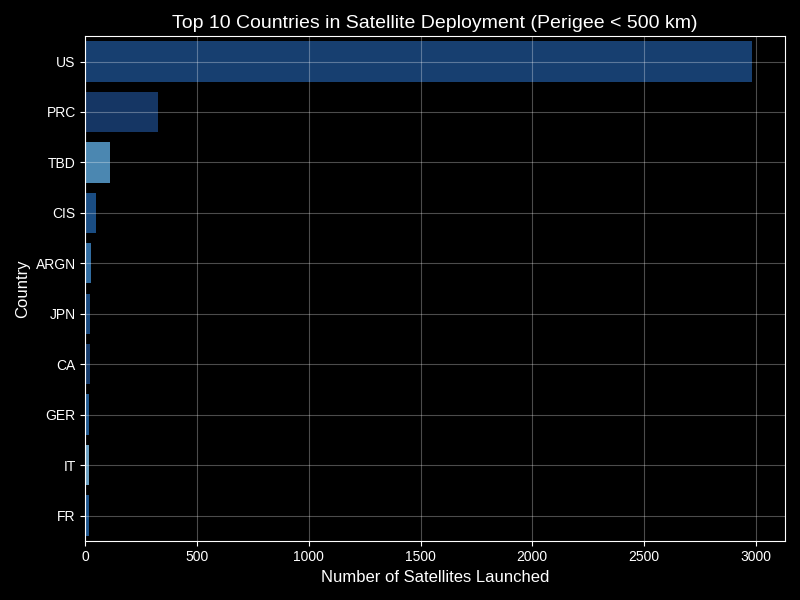 Top 10 Countries in Satellite Deployment (Perigee < 500 km)
Country
US
PRC
TBD
CIS
ARGN
JPN
CA
GER
IT
FR
0 500 1000 1500 2000 2500 3000
Number of Satellites Launched